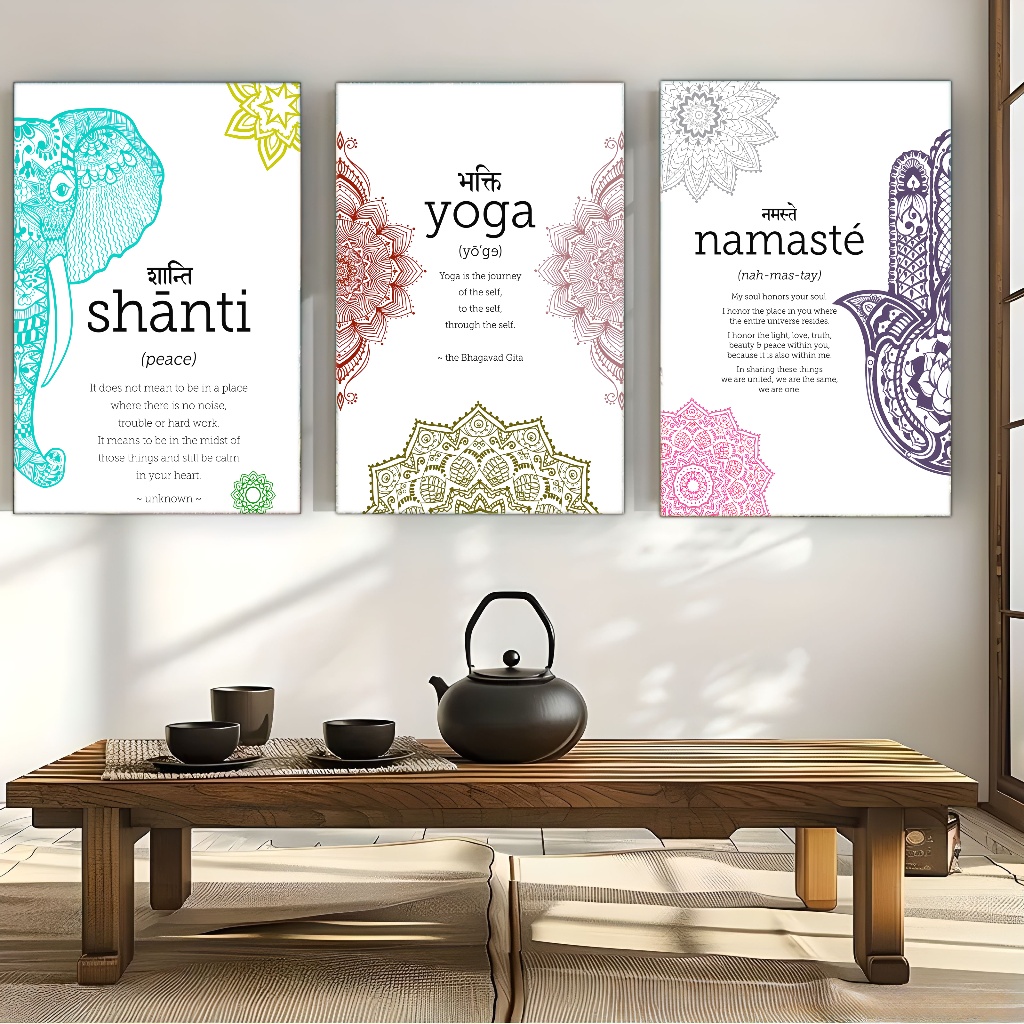 शान्ति
shānti
(peace)
It does not mean to be in a place
where there is no noise,
trouble or hard work.
It means to be in the midst of
those things and still be calm
in your heart.
~ unknown ~
भक्ति
yoga
(yō'gə)
Yoga is the journey
of the self,
to the self,
through the self.
~ the Bhagavad Gita
नमस्ते
namasté
(nah-mas-tay)
My soul honors your soul
I honor the place in you where
the entire universe resides.
I honor the light, love, truth,
beauty & peace within you,
because it is also within me.
In sharing these things
we are united, we are the same,
we are one